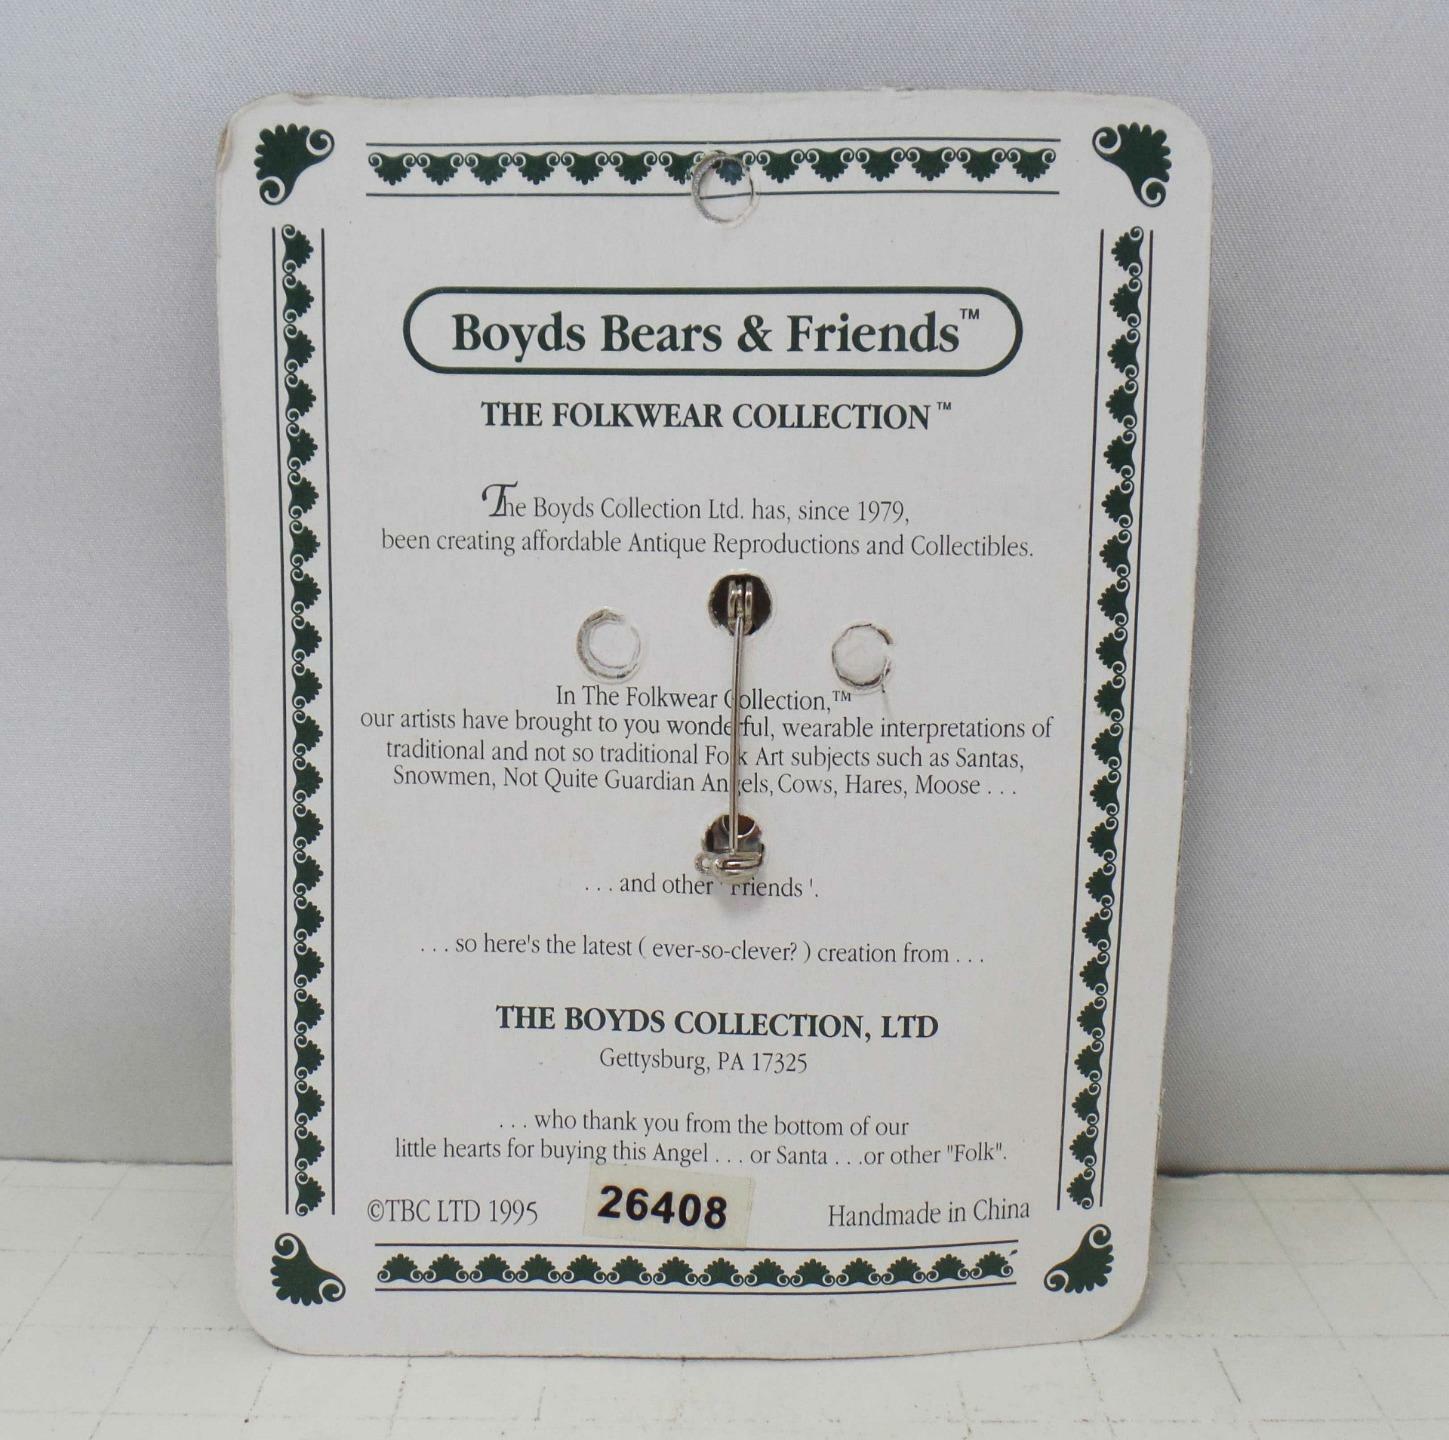 Boyds Bears & Friends™
THE FOLKWEAR COLLECTION™
The Boyds Collection Ltd. has, since 1979,
been creating affordable Antique Reproductions and Collectibles.
In The Folkwear Collection,™
our artists have brought to you wonderful, wearable interpretations of
traditional and not so traditional Folk Art subjects such as Santas,
Snowmen, Not Quite Guardian Angels, Cows, Hares, Moose . . .
. . . and other ' Friends '.
. . . so here's the latest ( ever-so-clever? ) creation from . . .
THE BOYDS COLLECTION, LTD
Gettysburg, PA 17325
. . . who thank you from the bottom of our
little hearts for buying this Angel . . . or Santa . . .or other "Folk".
©TBC LTD 1995 26408 Handmade in China